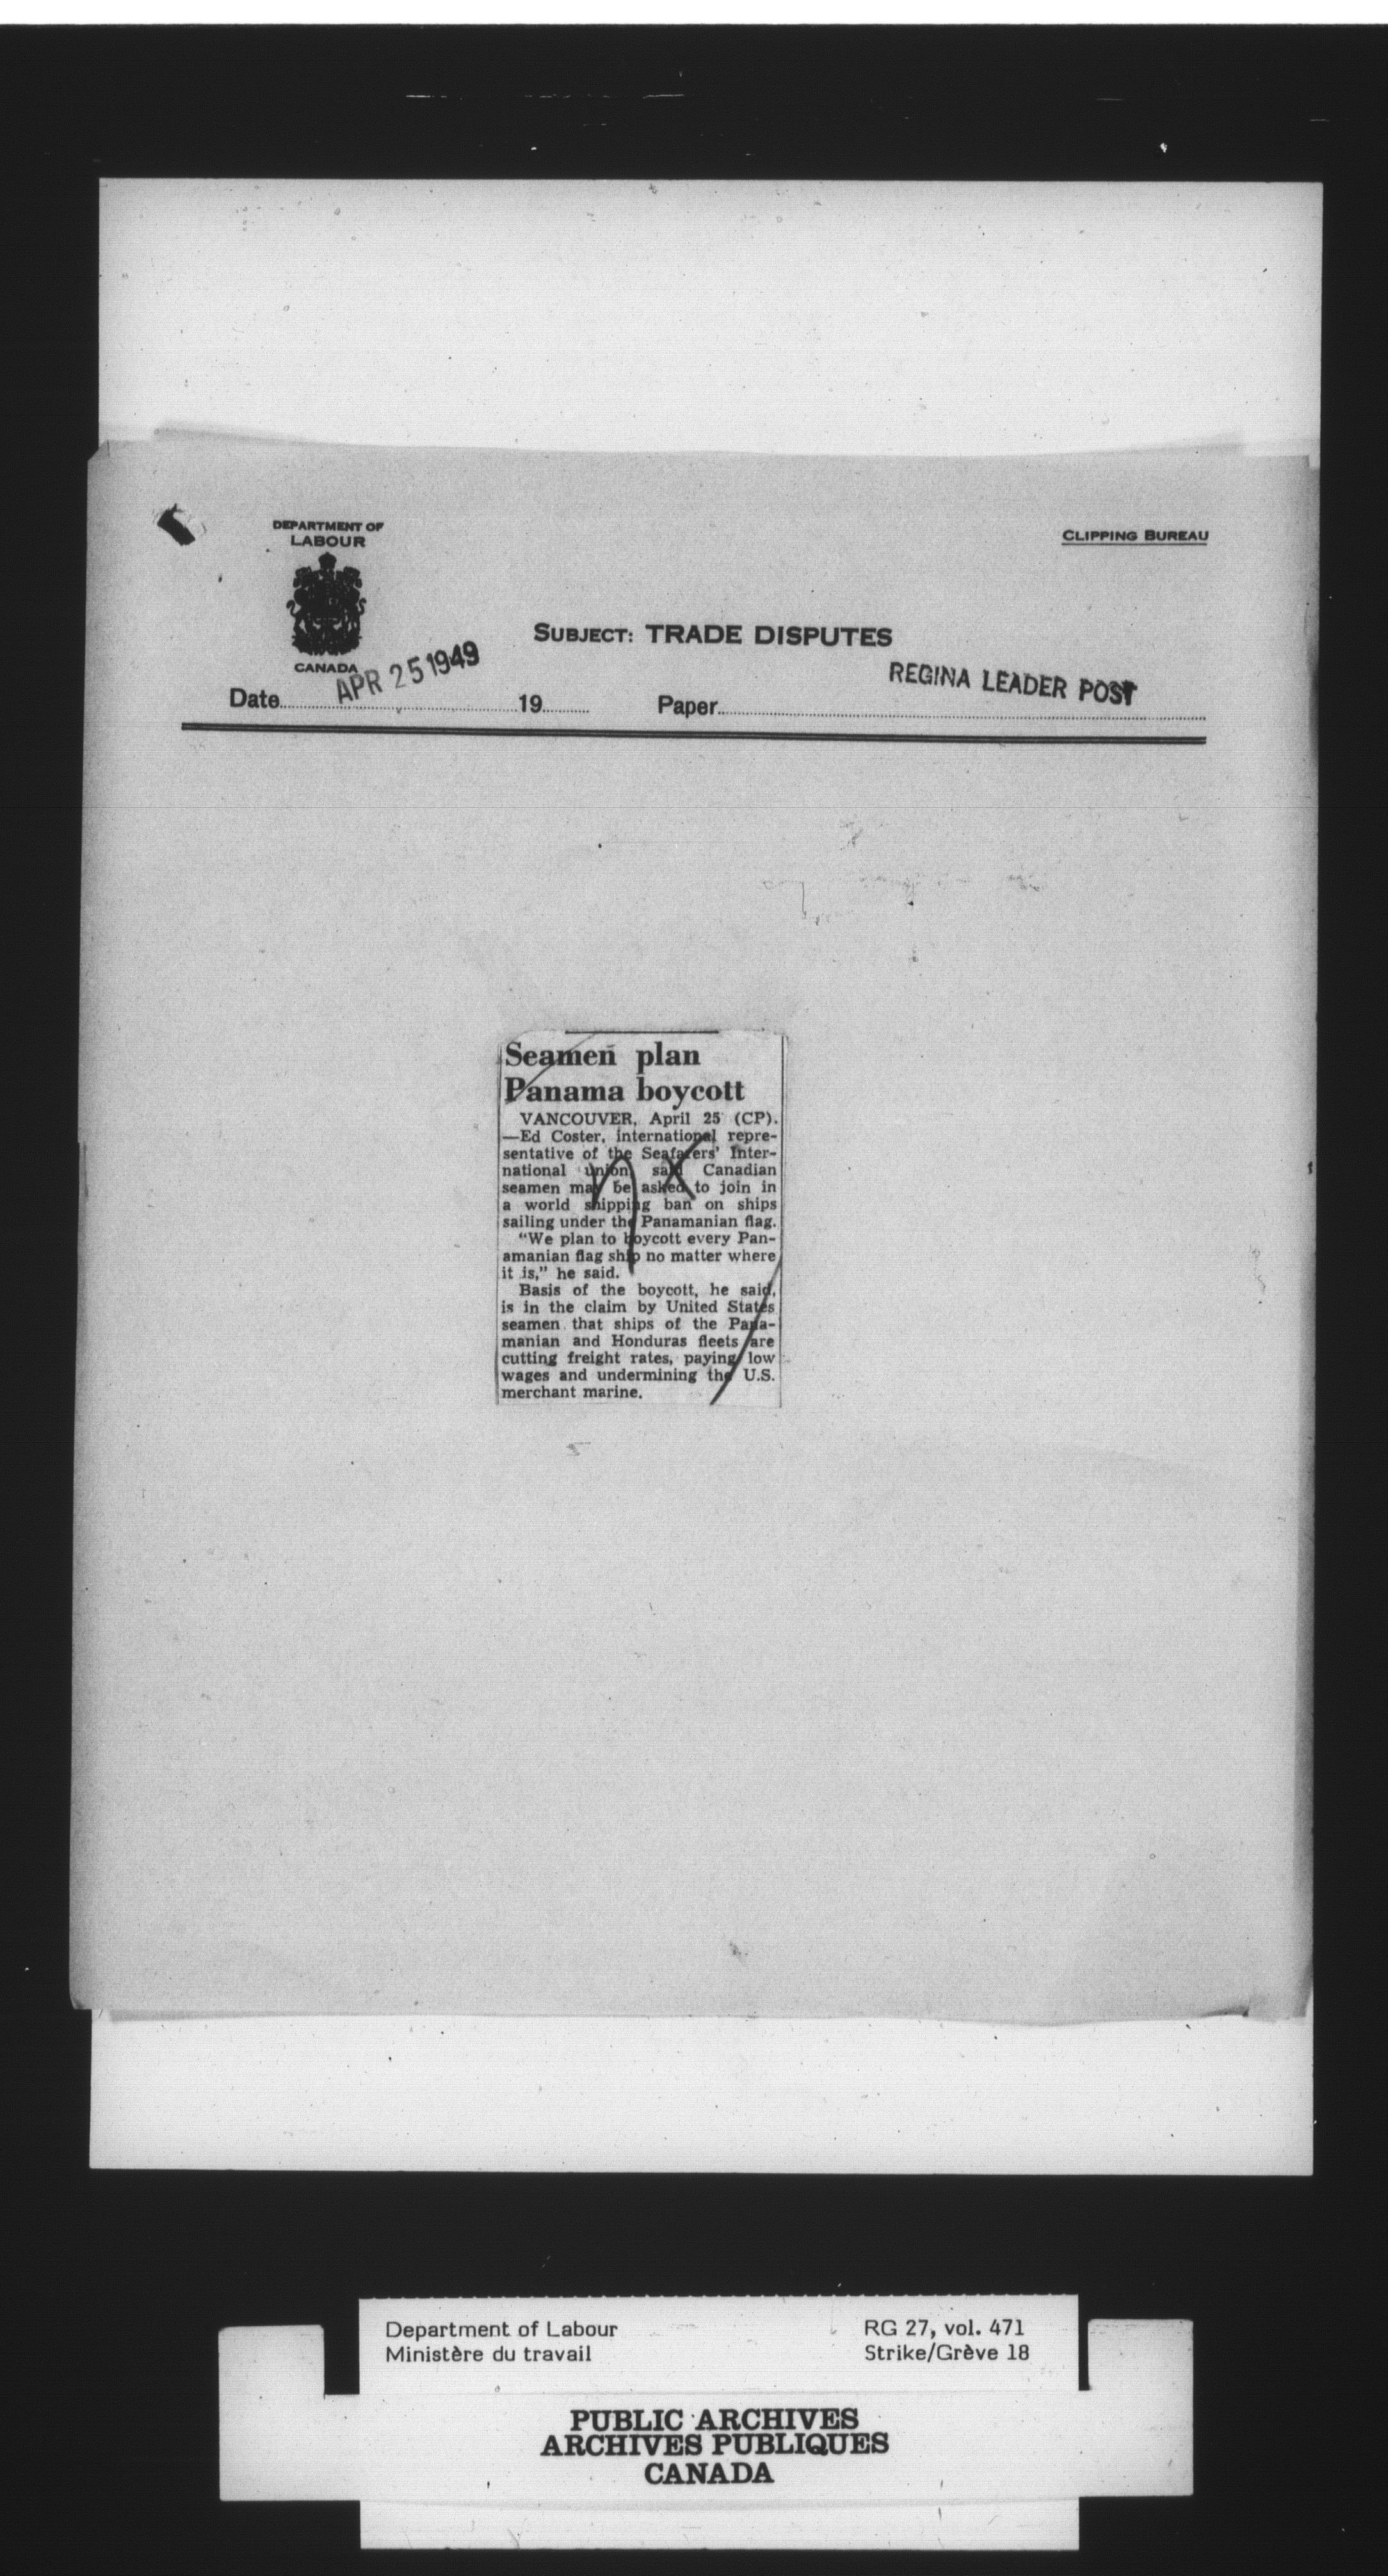 DEPARTMENT OF
LABOUR
CANADA
CLIPPING BUREAU
SUBJECT: TRADE DISPUTES
Date APR 25 1949 19 Paper REGINA LEADER POST
Seamen plan
Panama boycott
VANCOUVER, April 25 (CP).
—Ed Coster, international repre-
sentative of the Seafarers' Inter-
national union, said Canadian
seamen may be asked to join in
a world shipping ban on ships
sailing under the Panamanian flag.
"We plan to boycott every Pan-
amanian flag ship no matter where
it is," he said.
Basis of the boycott, he said,
is in the claim by United States
seamen that ships of the Pana-
manian and Honduras fleets are
cutting freight rates, paying low
wages and undermining the U.S.
merchant marine.
Department of Labour
Ministère du travail
RG 27, vol. 471
Strike/Grève 18
PUBLIC ARCHIVES
ARCHIVES PUBLIQUES
CANADA